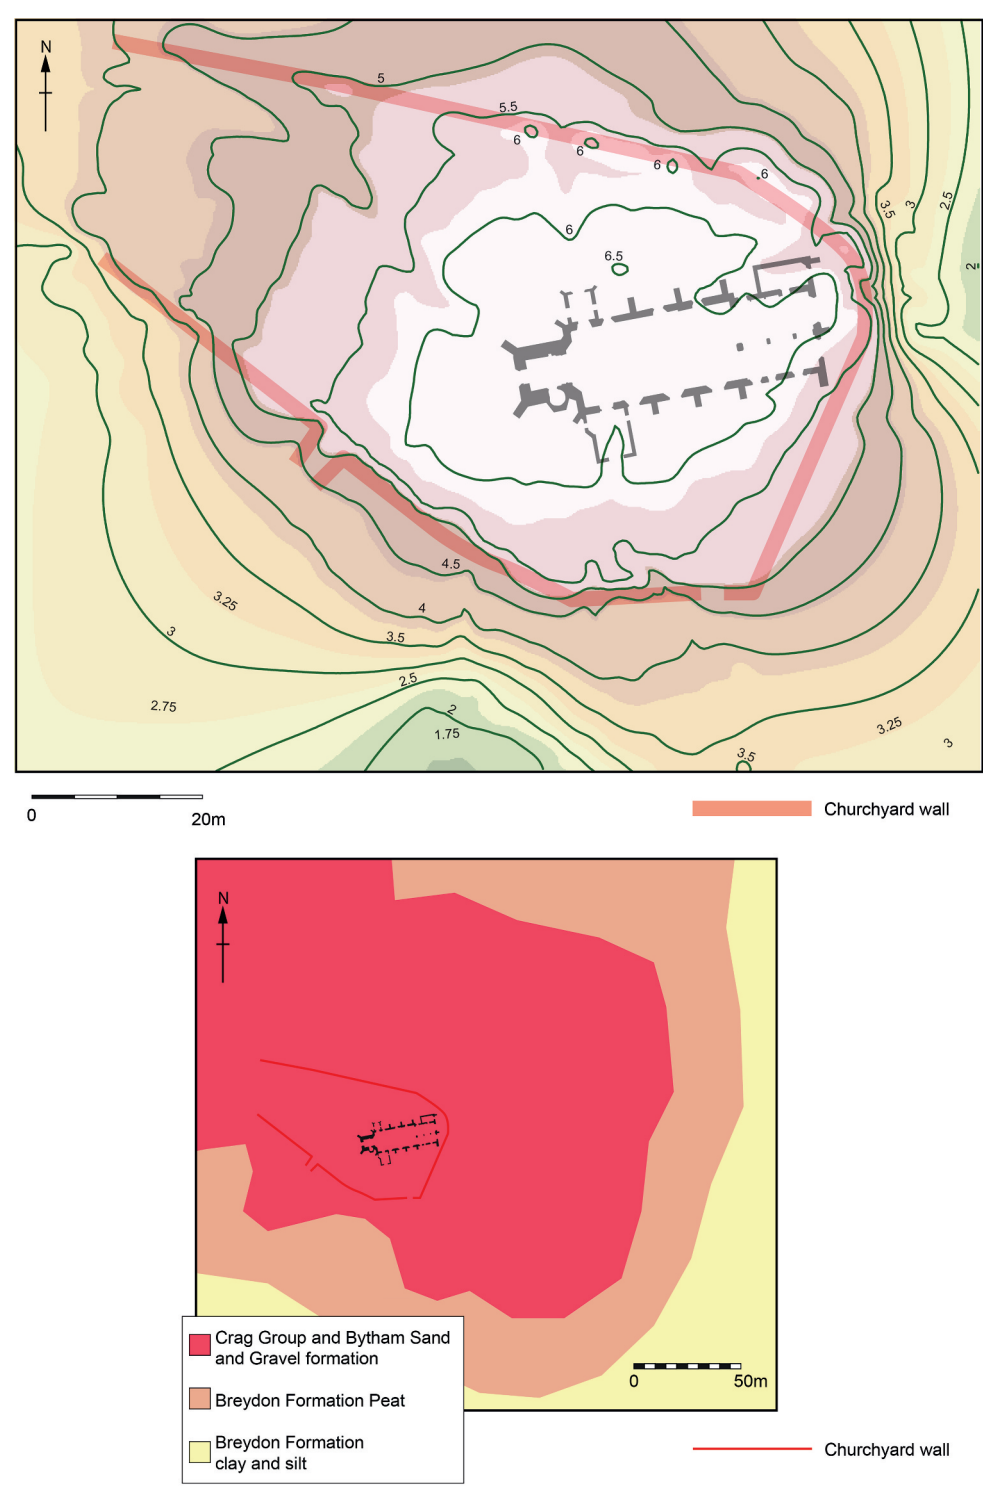 N
5
5.5
6
6
6
6
6
6.5
3.5
3
2.5
2
4.5
4
3.5
3.25
3
2.75
2.5
2
1.75
3.25
3
3.5
0 20m
Churchyard wall
N
Crag Group and Bytham Sand
and Gravel formation
Breydon Formation Peat
Breydon Formation
clay and silt
0 50m
Churchyard wall